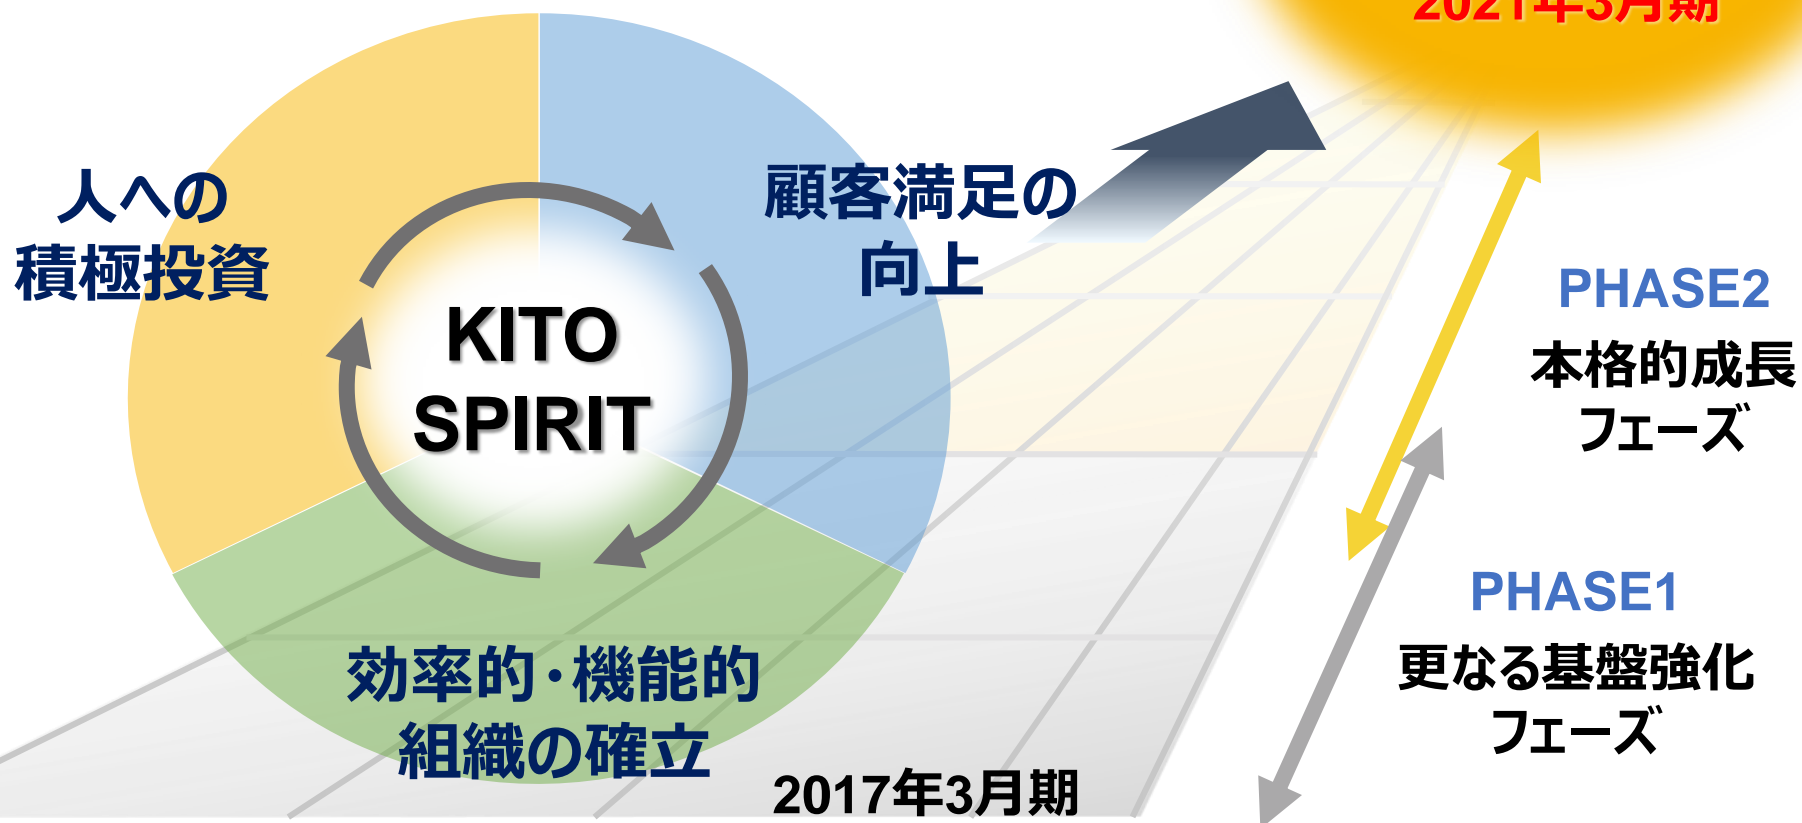 2021年3月期
人への
積極投資
顧客満足の
向上
KITO
SPIRIT
効率的・機能的
組織の確立
PHASE2
本格的成長
フェーズ
PHASE1
更なる基盤強化
フェーズ
2017年3月期